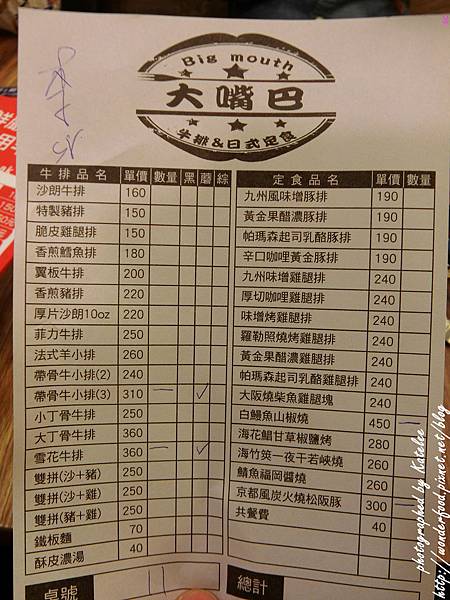 Big mouth
大嘴巴
牛排&日式定食
牛排品名 單價 數量 黑 蘑 綜
沙朗牛排 160
特製豬排 150
脆皮雞腿排 150
香煎鱈魚排 180
翼板牛排 200
香煎豬排 220
厚片沙朗10oz 220
菲力牛排 250
法式羊小排 260
帶骨牛小排(2) 240
帶骨牛小排(3) 310 一 ✓
小丁骨牛排 250
大丁骨牛排 360
雪花牛排 360 一 ✓
雙拼(沙+豬) 250
雙拼(沙+雞) 250
雙拼(豬+雞) 250
鐵板麵 70
酥皮濃湯 40
桌號 11
定食品名 單價 數量
九州風味增豚排 190
黃金果醋濃豚排 190
帕瑪森起司乳酪豚排 190
辛口咖哩黃金豚排 190
九州味增雞腿排 240
厚切咖哩雞腿排 240
味增烤雞腿排 240
羅勒照燒烤雞腿排 240
黃金果醋濃雞腿排 240
帕瑪森起司乳酪雞腿排 240
大阪燒柴魚雞腿塊 240
白鰻魚山椒燒 450 一
海花鯧甘草椒鹽烤 280
海竹筴一夜干若峽燒 260
鯖魚福岡醬燒 260
京都風炭火燒松阪豚 300
共餐費 40
總計
photographed by Katelee
http://wonderfood.pixnet.net/blog